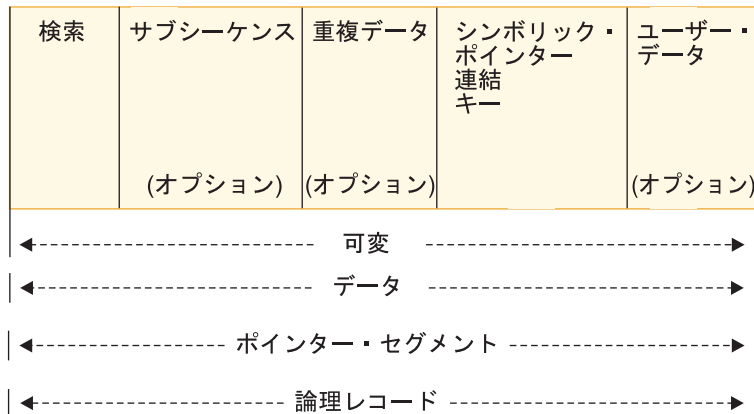 検索
サブシーケンス
(オプション)
重複データ
(オプション)
シンボリック・
ポインター
連結
キー
ユーザー・
データ
(オプション)
可変
データ
ポインター・セグメント
論理レコード